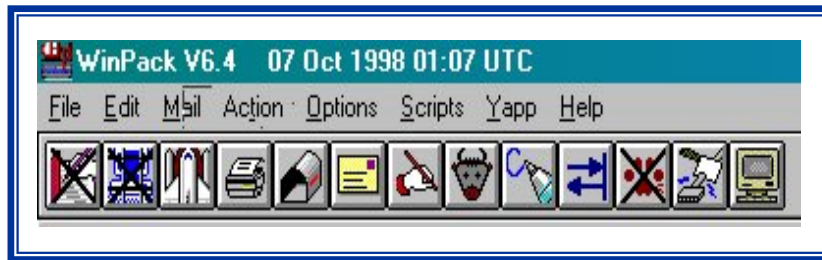 WinPack V6.4 07 Oct 1998 01:07 UTC
File Edit Mail Action Options Scripts Yapp Help